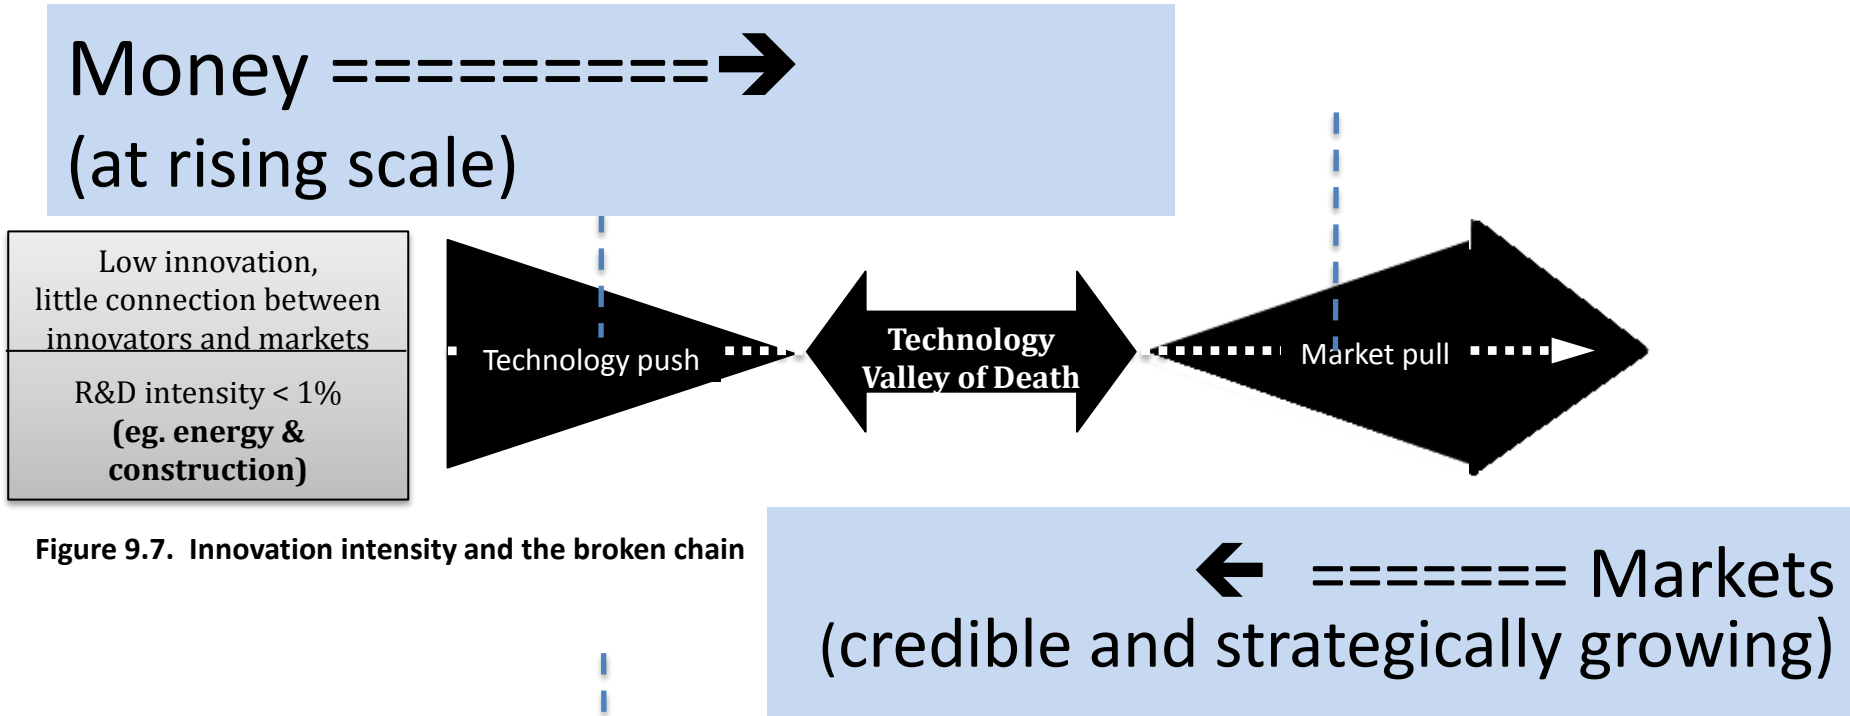 Money =========➔
(at rising scale)
Low innovation,
little connection between
innovators and markets
R&D intensity < 1%
(eg. energy &
construction)
Technology push
Technology
Valley of Death
Market pull
Figure 9.7. Innovation intensity and the broken chain
🡸 ======= Markets
(credible and strategically growing)